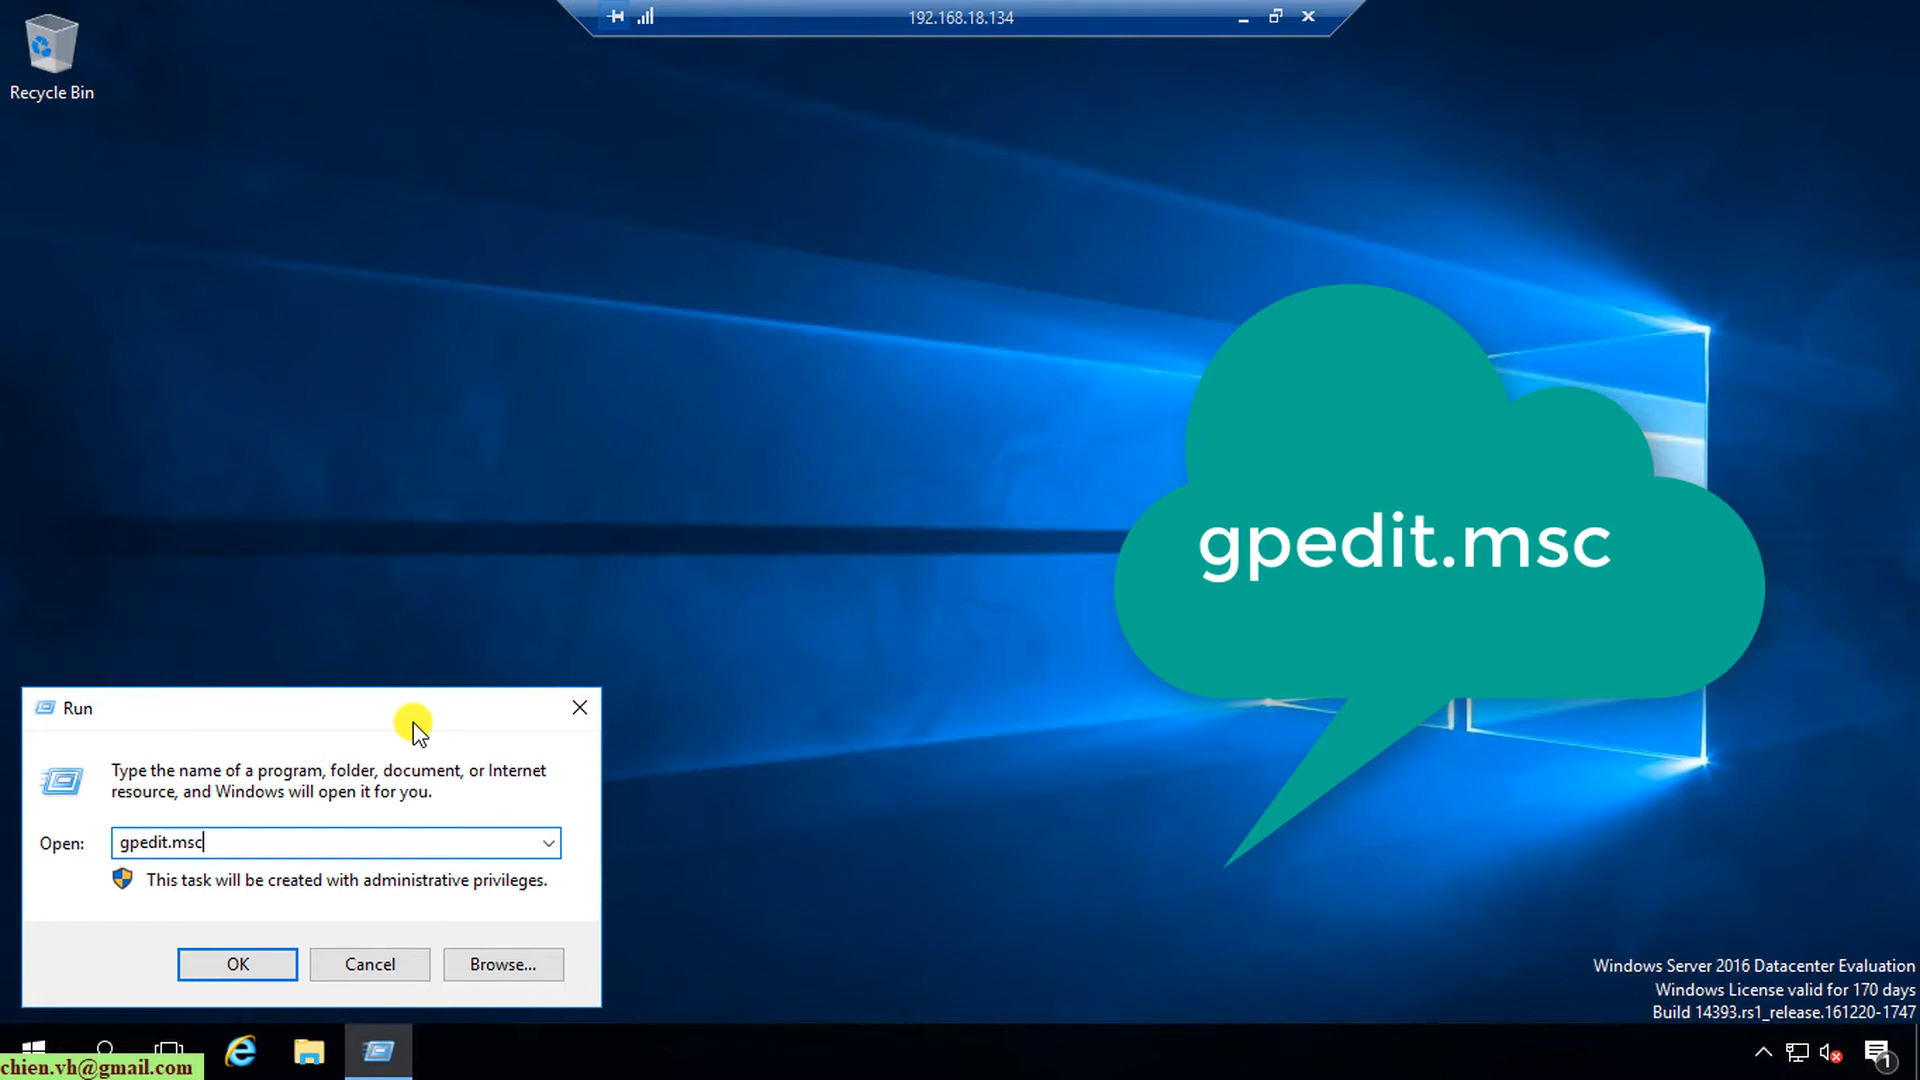 192.168.18.134
Recycle Bin
gpedit.msc
Run
Type the name of a program, folder, document, or Internet
resource, and Windows will open it for you.
Open:
gpedit.msc
This task will be created with administrative privileges.
OK
Cancel
Browse...
Windows Server 2016 Datacenter Evaluation
Windows License valid for 170 days
Build 14393.rs1_release.161220-1747
chien.vh@gmail.com
1